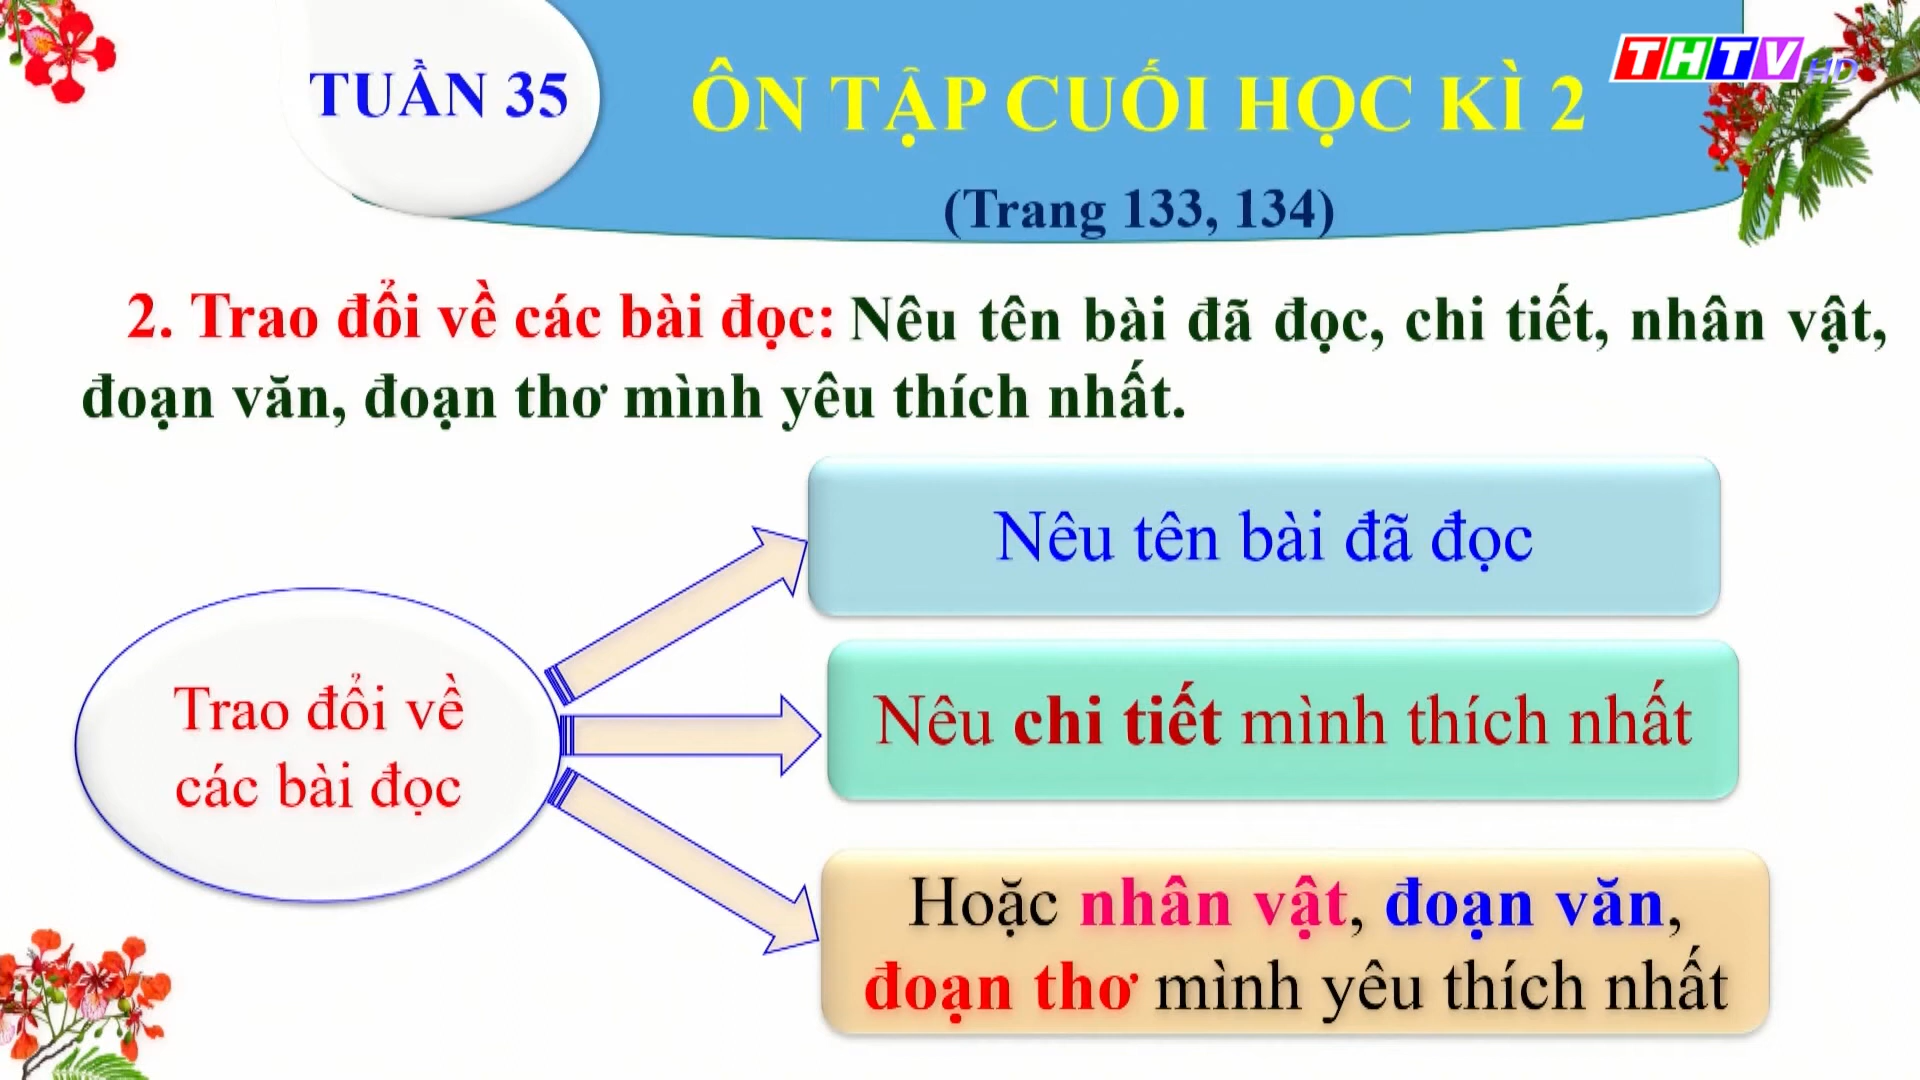 TUẦN 35
ÔN TẬP CUỐI HỌC KÌ 2
THTV HD
(Trang 133, 134)
2. Trao đổi về các bài đọc: Nêu tên bài đã đọc, chi tiết, nhân vật,
đoạn văn, đoạn thơ mình yêu thích nhất.
Nêu tên bài đã đọc
Trao đổi về
các bài đọc
Nêu chi tiết mình thích nhất
Hoặc nhân vật, đoạn văn,
đoạn thơ mình yêu thích nhất